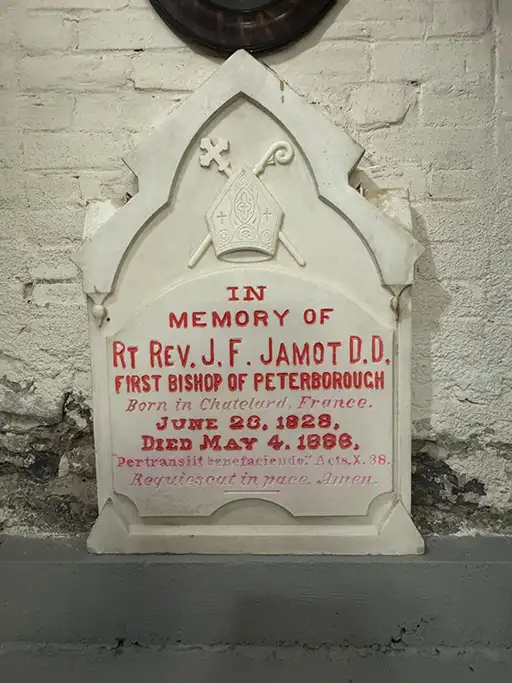 IN
MEMORY OF
RT REV. J. F. JAMOT D.D.
FIRST BISHOP OF PETERBOROUGH
Born in Chatelard, France.
JUNE 23, 1828,
DIED MAY 4. 1886,
"Pertransiit benefaciendo." Acts, X. 38.
Requiescat in pace. Amen.